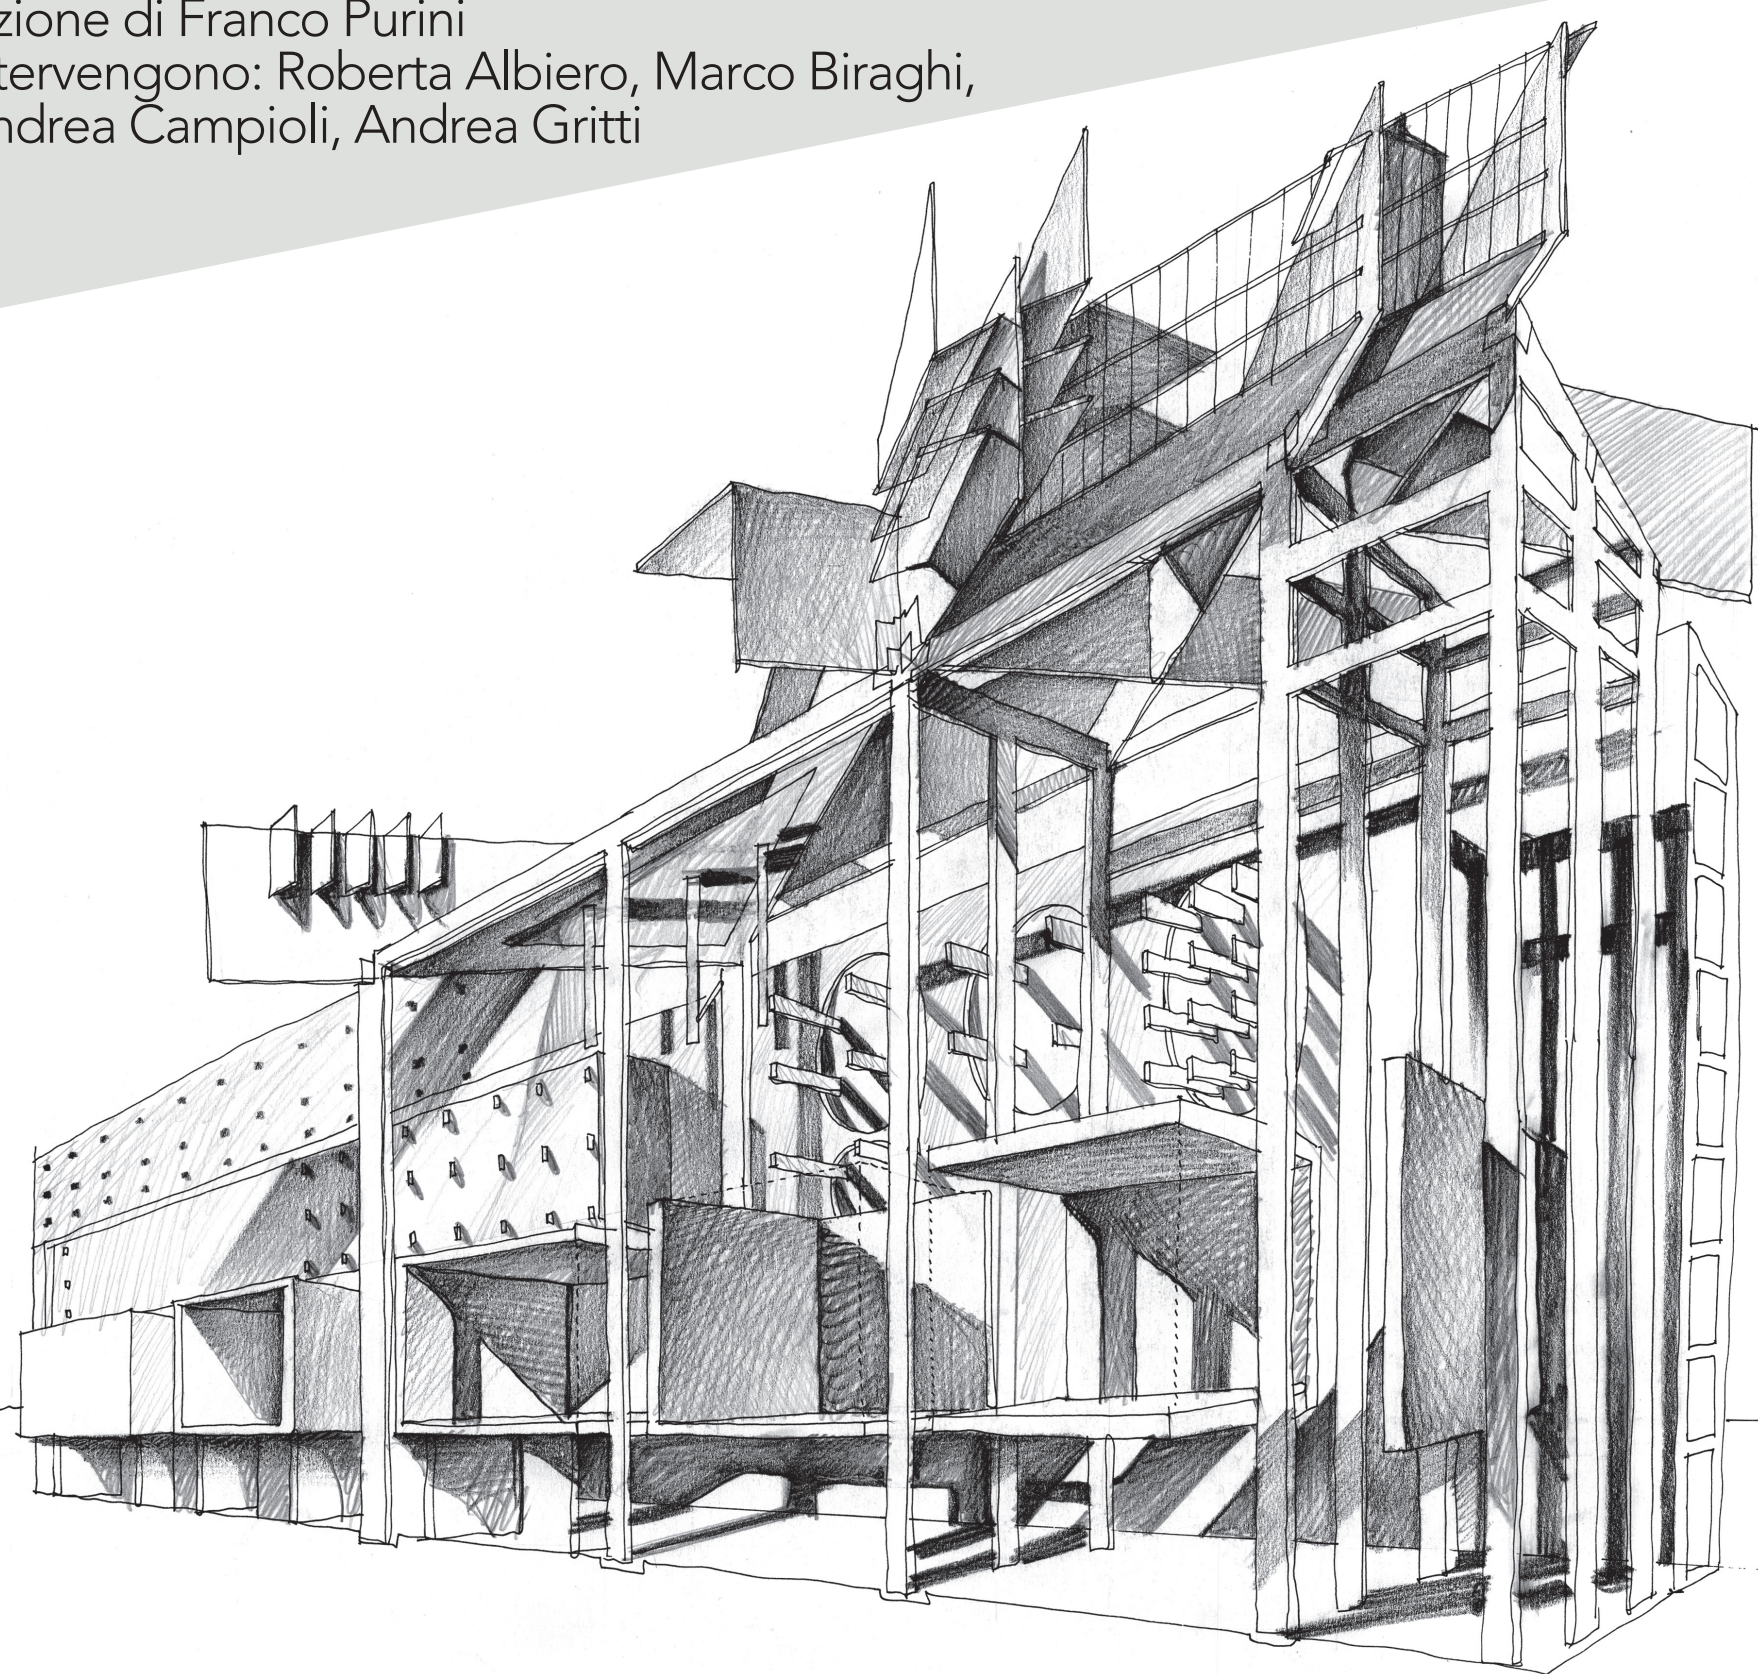 zione di Franco Purini
tervengono: Roberta Albiero, Marco Biraghi,
ndrea Campioli, Andrea Gritti